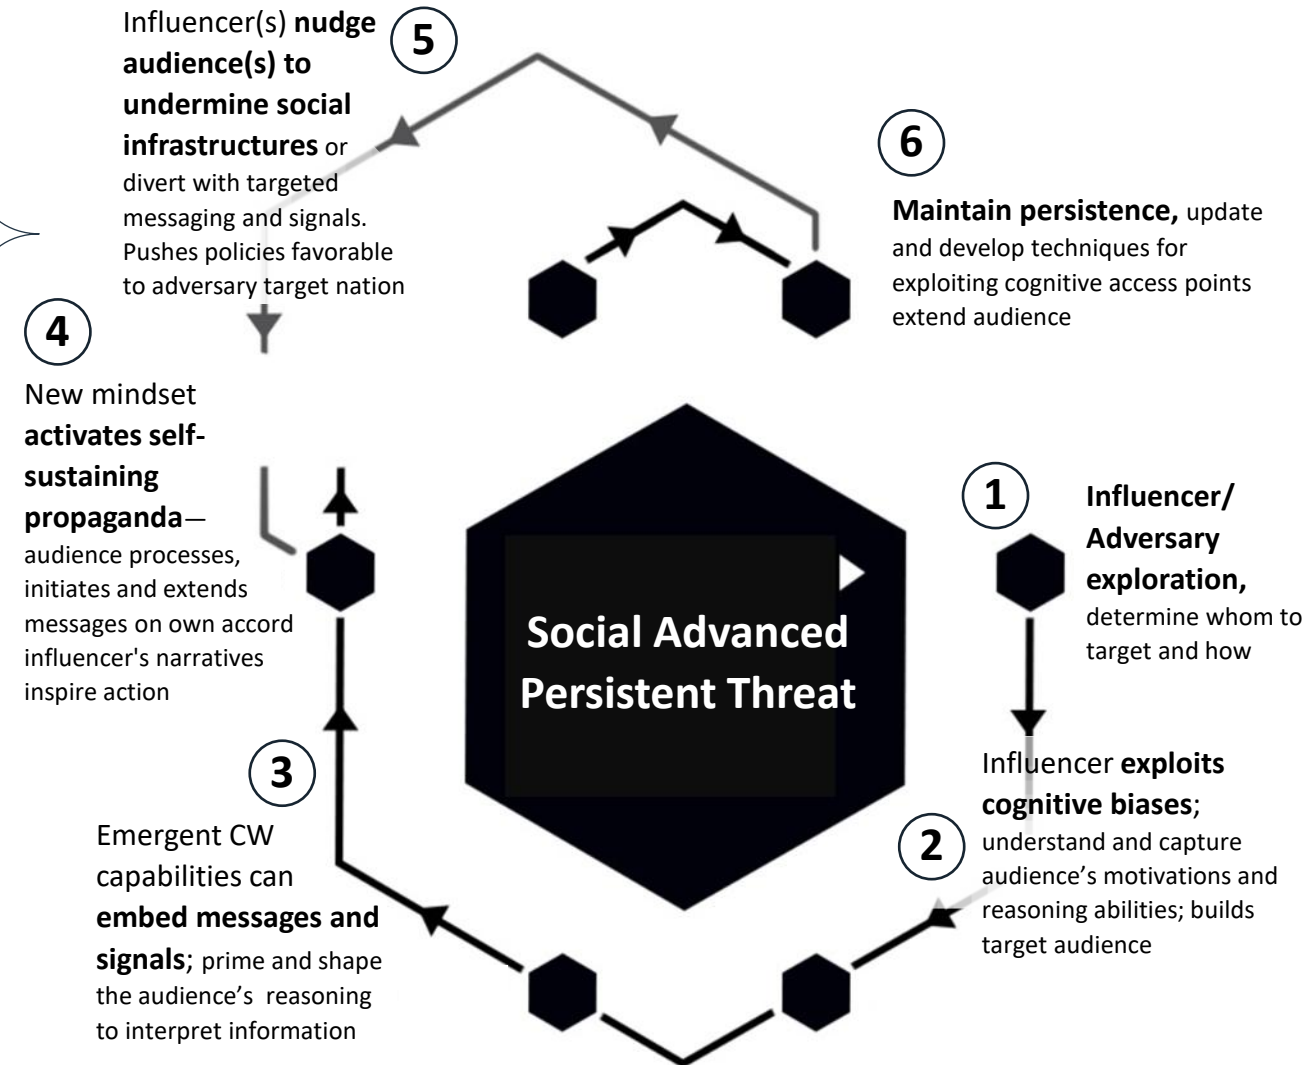 Social Advanced
Persistent Threat
1
Influencer/
Adversary
exploration,
determine whom to
target and how
2
Influencer exploits
cognitive biases;
understand and capture
audience’s motivations and
reasoning abilities; builds
target audience
3
Emergent CW
capabilities can
embed messages and
signals; prime and shape
the audience’s reasoning
to interpret information
4
New mindset
activates self-
sustaining
propaganda—
audience processes,
initiates and extends
messages on own accord
influencer's narratives
inspire action
5
Influencer(s) nudge
audience(s) to
undermine social
infrastructures or
divert with targeted
messaging and signals.
Pushes policies favorable
to adversary target nation
6
Maintain persistence, update
and develop techniques for
exploiting cognitive access points
extend audience